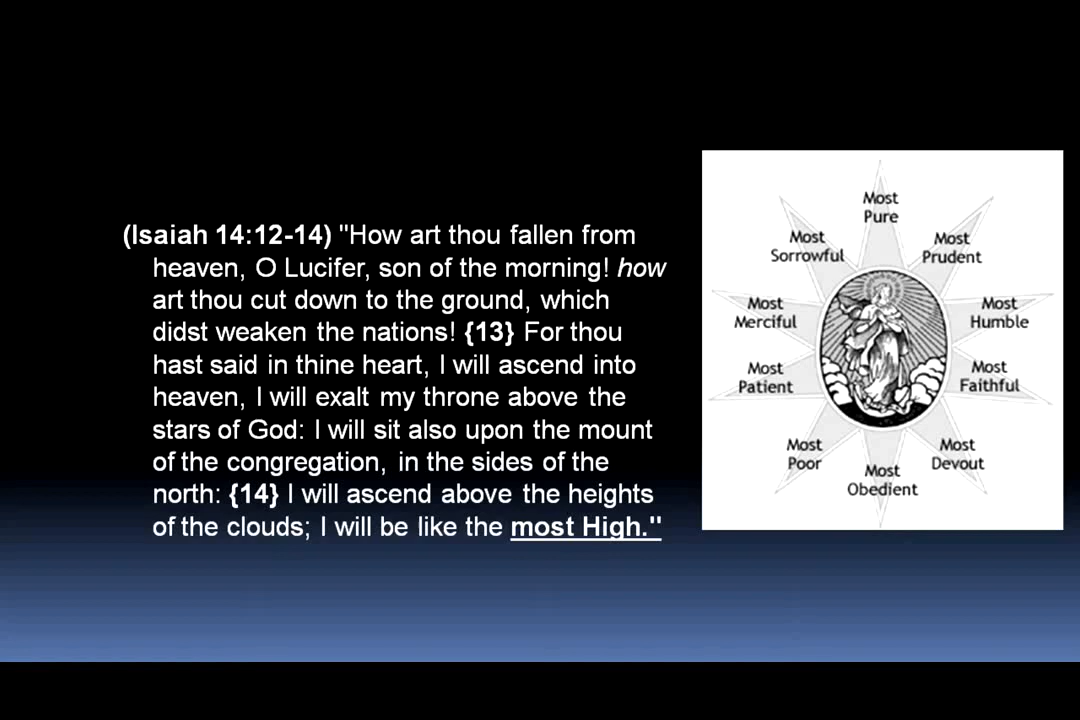 (Isaiah 14:12-14) "How art thou fallen from
heaven, O Lucifer, son of the morning! how
art thou cut down to the ground, which
didst weaken the nations! {13} For thou
hast said in thine heart, I will ascend into
heaven, I will exalt my throne above the
stars of God: I will sit also upon the mount
of the congregation, in the sides of the
north: {14} I will ascend above the heights
of the clouds; I will be like the most High."
Most
Pure
Most
Sorrowful
Most
Prudent
Most
Merciful
Most
Humble
Most
Patient
Most
Faithful
Most
Poor
Most
Devout
Most
Obedient